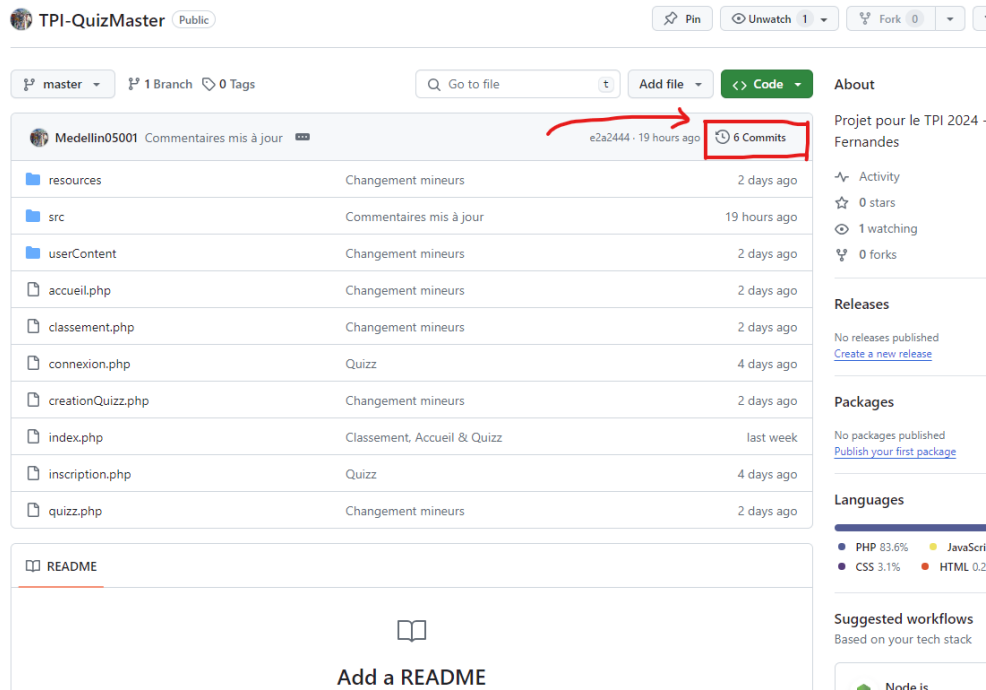 TPI-QuizMaster Public Pin Unwatch 1 Fork 0
master 1 Branch 0 Tags Go to file t Add file Code
Medellin05001 Commentaires mis à jour e2a2444 · 19 hours ago 6 Commits
resources Changement mineurs 2 days ago
src Commentaires mis à jour 19 hours ago
userContent Changement mineurs 2 days ago
accueil.php Changement mineurs 2 days ago
classement.php Changement mineurs 2 days ago
connexion.php Quizz 4 days ago
creationQuizz.php Changement mineurs 2 days ago
index.php Classement, Accueil & Quizz last week
inscription.php Quizz 4 days ago
quizz.php Changement mineurs 2 days ago
README
Add a README
About
Projet pour le TPI 2024 -
Fernandes
Activity
0 stars
1 watching
0 forks
Releases
No releases published
Create a new release
Packages
No packages published
Publish your first package
Languages
PHP 83.6% JavaScri
CSS 3.1% HTML 0.2
Suggested workflows
Based on your tech stack
Node.js